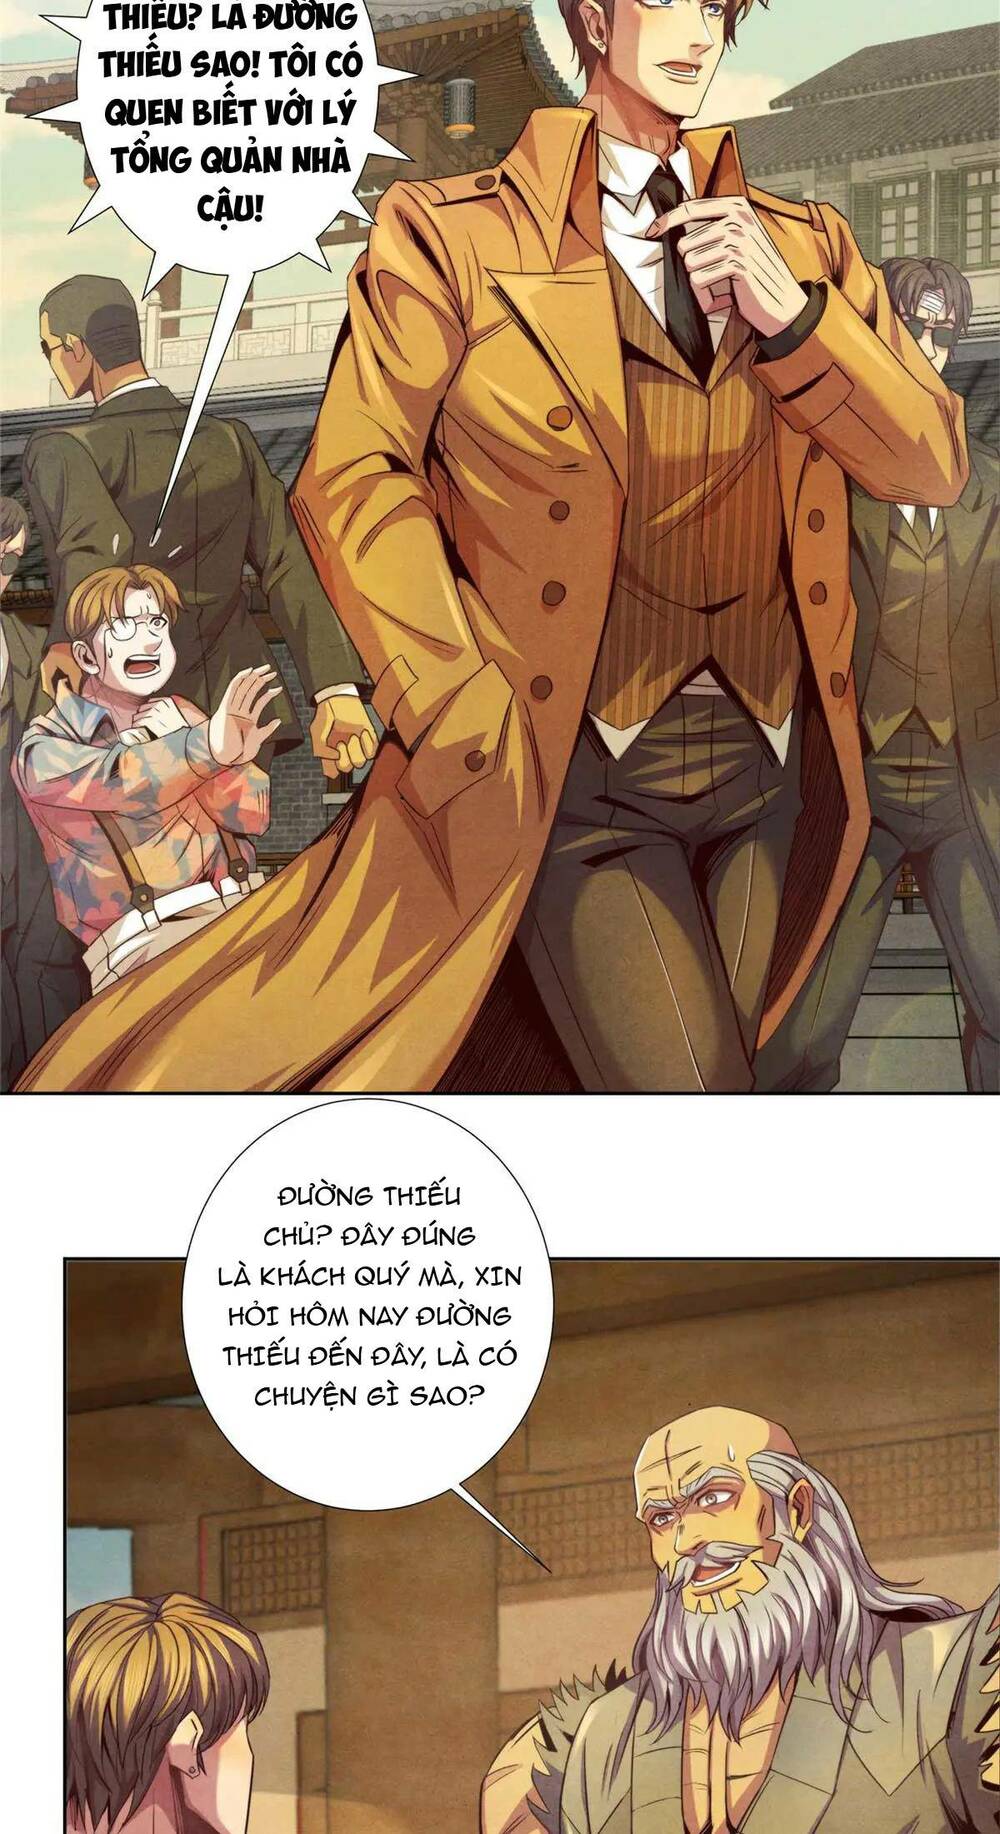 THIẾU? LÀ ĐƯỜNG
THIẾU SAO! TÔI CÓ
QUEN BIẾT VỚI LÝ
TỔNG QUẢN NHÀ
CẬU!
ĐƯỜNG THIẾU
CHỦ? ĐÂY ĐÚNG
LÀ KHÁCH QUÝ MÀ, XIN
HỎI HÔM NAY ĐƯỜNG
THIẾU ĐẾN ĐÂY, LÀ CÓ
CHUYỆN GÌ SAO?